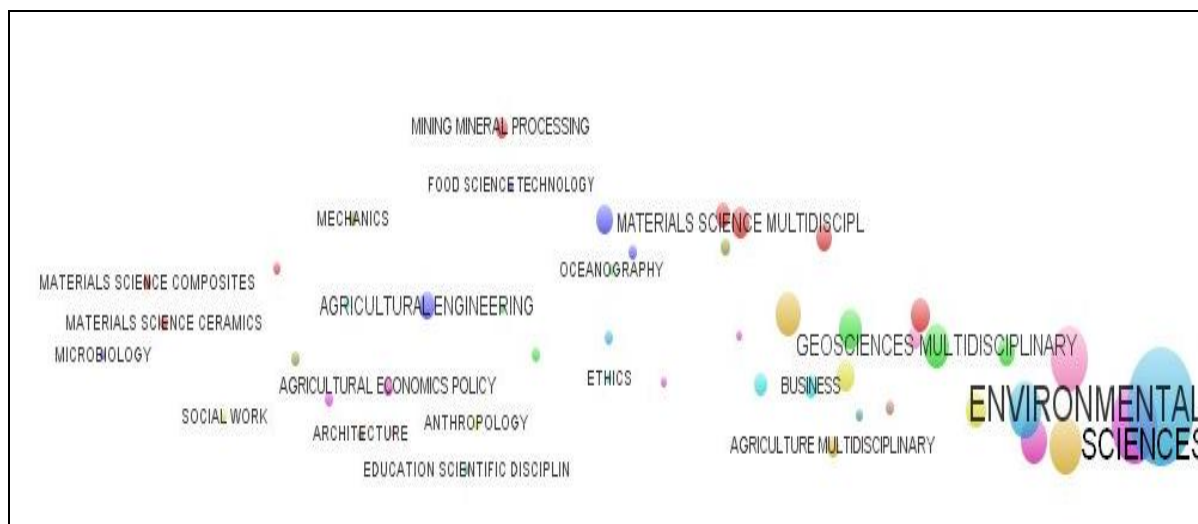 MINING MINERAL PROCESSING
FOOD SCIENCE TECHNOLOGY
MECHANICS
MATERIALS SCIENCE MULTIDISCIPL
OCEANOGRAPHY
MATERIALS SCIENCE COMPOSITES
AGRICULTURAL ENGINEERING
MATERIALS SCIENCE CERAMICS
GEOSCIENCES MULTIDISCIPLINARY
MICROBIOLOGY
ETHICS
AGRICULTURAL ECONOMICS POLICY
BUSINESS
ENVIRONMENTAL
SCIENCES
SOCIAL WORK
ANTHROPOLOGY
ARCHITECTURE
AGRICULTURE MULTIDISCIPLINARY
EDUCATION SCIENTIFIC DISCIPLIN